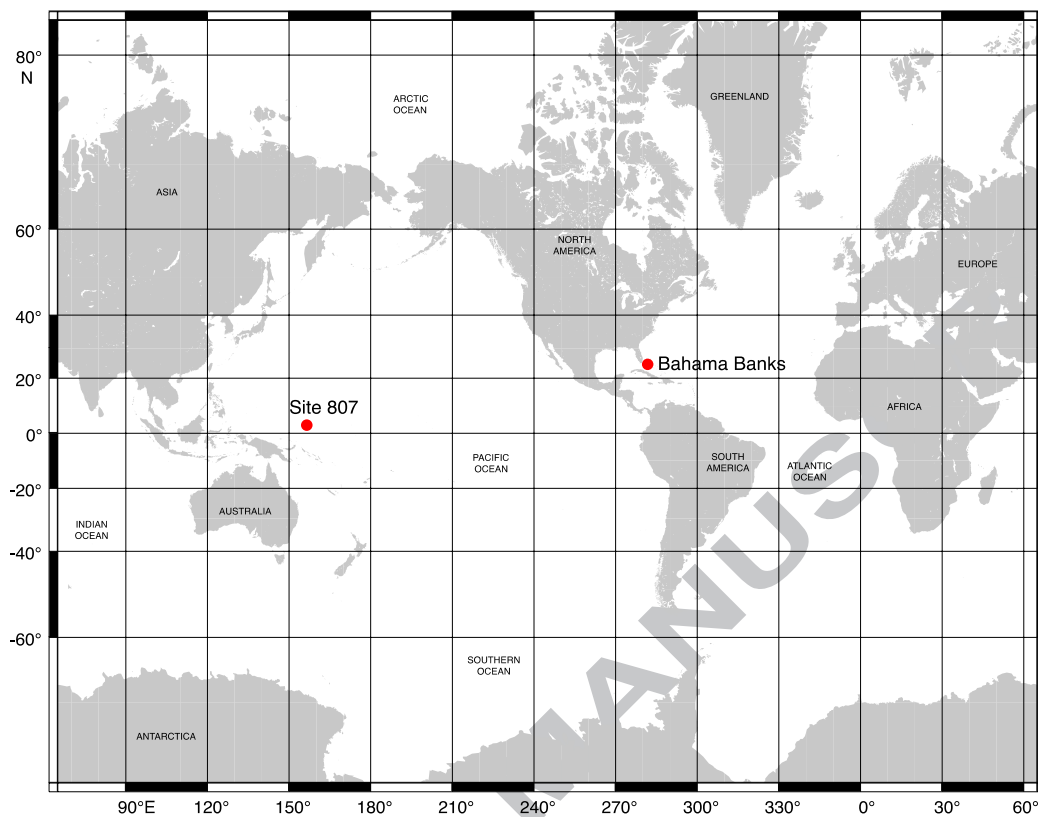 80°
N
ARCTIC
OCEAN
GREENLAND
ASIA
60°
NORTH
AMERICA
EUROPE
40°
Bahama Banks
20°
Site 807
AFRICA
0°
PACIFIC
OCEAN
SOUTH
AMERICA
ATLANTIC
OCEAN
-20°
AUSTRALIA
INDIAN
OCEAN
-40°
MANUS
-60°
SOUTHERN
OCEAN
ANTARCTICA
90°E 120° 150° 180° 210° 240° 270° 300° 330° 0° 30° 60°